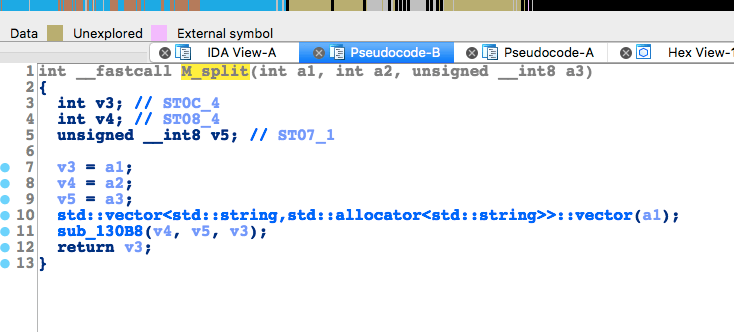 Data Unexplored External symbol
IDA View-A Pseudocode-B Pseudocode-A Hex View-1
1 int __fastcall M_split(int a1, int a2, unsigned __int8 a3)
2 {
3   int v3; // ST0C_4
4   int v4; // ST08_4
5   unsigned __int8 v5; // ST07_1
6
7   v3 = a1;
8   v4 = a2;
9   v5 = a3;
10   std::vector<std::string,std::allocator<std::string>>::vector(a1);
11   sub_130B8(v4, v5, v3);
12   return v3;
13 }